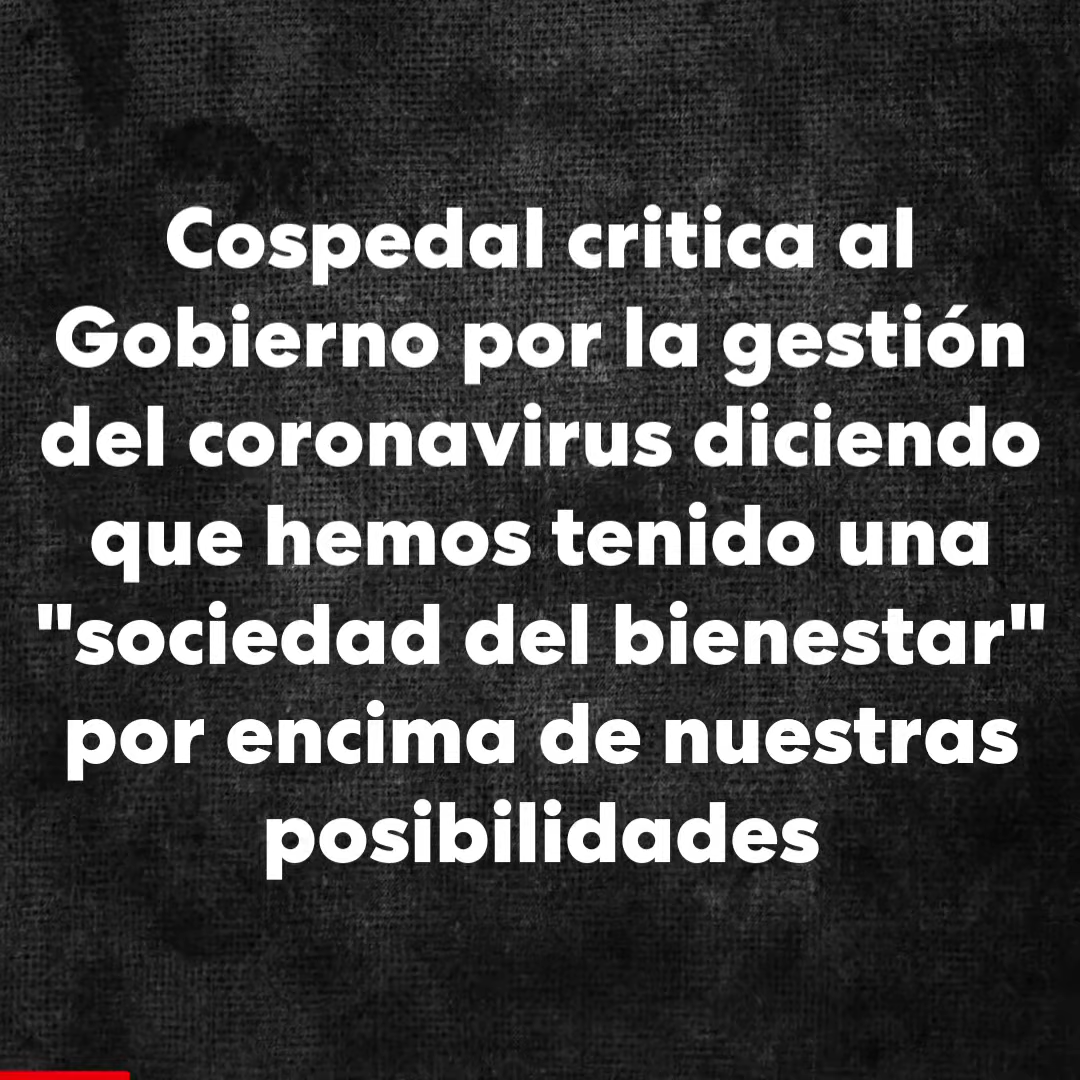 Cospedal critica al
Gobierno por la gestión
del coronavirus diciendo
que hemos tenido una
"sociedad del bienestar"
por encima de nuestras
posibilidades